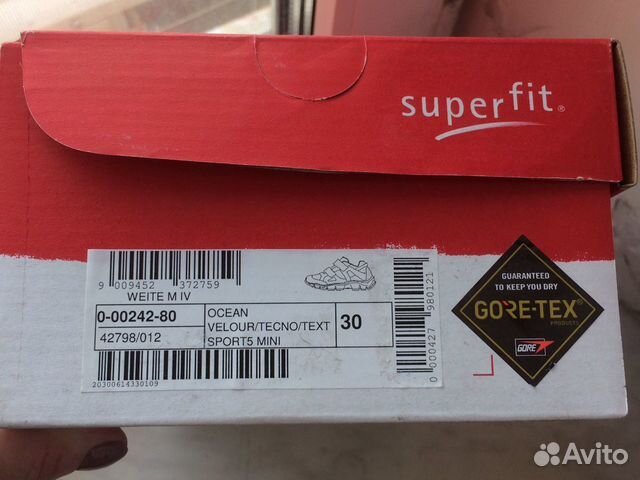 superfit®
9 009452 372759
WEITE M IV
0-00242-80
42798/012
OCEAN
VELOUR/TECNO/TEXT
SPORT5 MINI
30
20300614330109
0 000427 980121
GUARANTEED
TO KEEP YOU DRY
GORE-TEX®
PRODUCTS
GORE
Avito